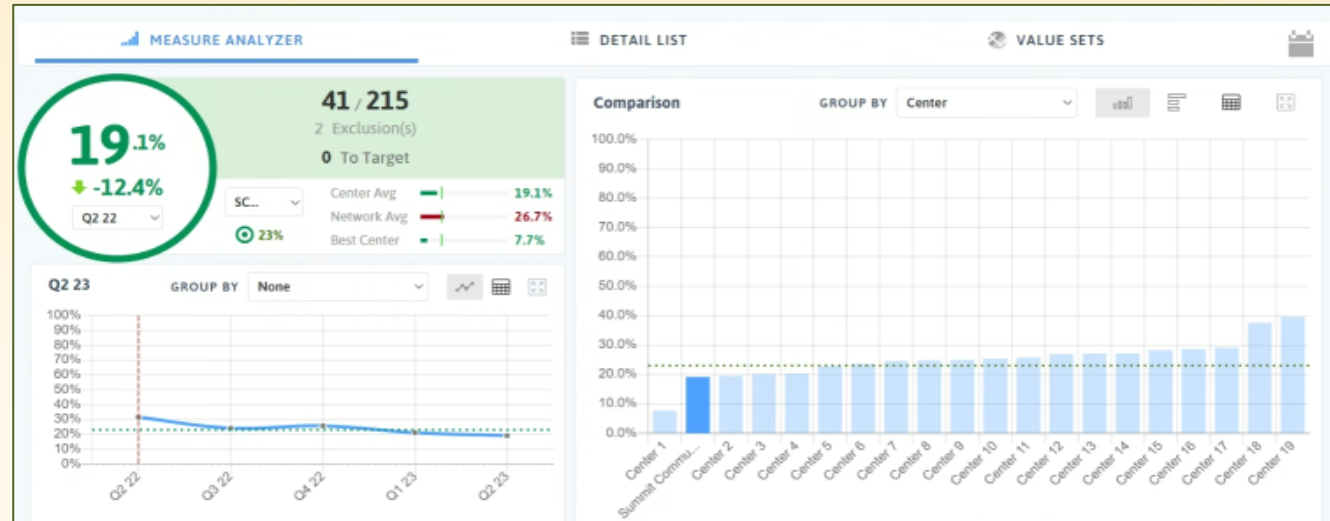 MEASURE ANALYZER
DETAIL LIST
VALUE SETS
19.1%
-12.4%
Q2 22
41 / 215
2 Exclusion(s)
0 To Target
SC...
23%
Center Avg 19.1%
Network Avg 26.7%
Best Center 7.7%
Q2 23 GROUP BY None
100%
90%
80%
70%
60%
50%
40%
30%
20%
10%
0%
Q2 22 Q3 22 Q4 22 Q1 23 Q2 23
Comparison GROUP BY Center
100.0%
90.0%
80.0%
70.0%
60.0%
50.0%
40.0%
30.0%
20.0%
10.0%
0.0%
Center 1 Summit Commu... Center 2 Center 3 Center 4 Center 5 Center 6 Center 7 Center 8 Center 9 Center 10 Center 11 Center 12 Center 13 Center 14 Center 15 Center 16 Center 17 Center 18 Center 19